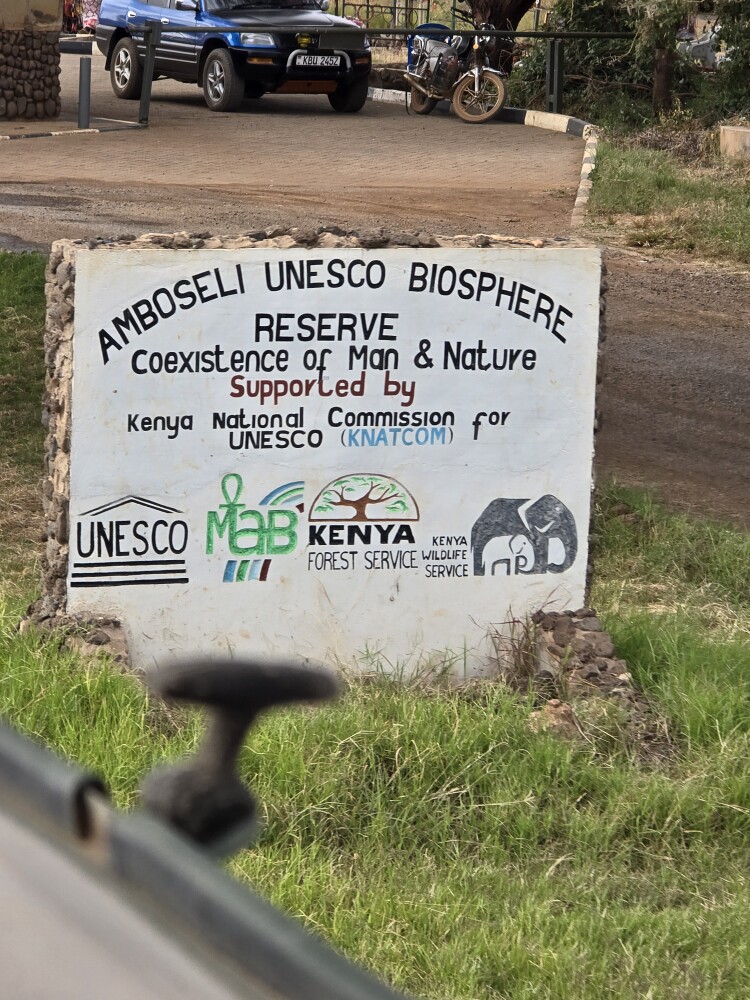 KBU 245Z
AMBOSELI UNESCO BIOSPHERE
RESERVE
Coexistence of Man & Nature
Supported by
Kenya National Commission for
UNESCO (KNATCOM)
UNESCO
MaB
KENYA
FOREST SERVICE
KENYA
WILDLIFE
SERVICE